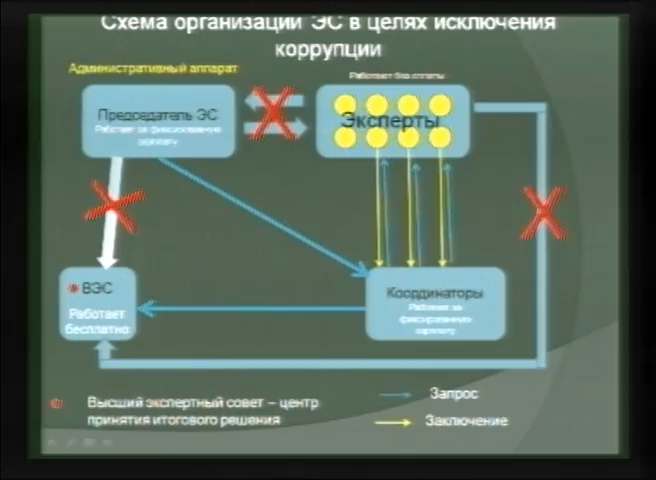 Схема организации ЭС в целях исключения
коррупции
Административный аппарат
Работают без оплаты
Председатель ЭС
Работает за фиксированную
зарплату
Эксперты
ВЭС
Работает
бесплатно
Координаторы
Работают за
фиксированную
зарплату
Запрос
Заключение
Высший экспертный совет – центр
принятия итогового решения